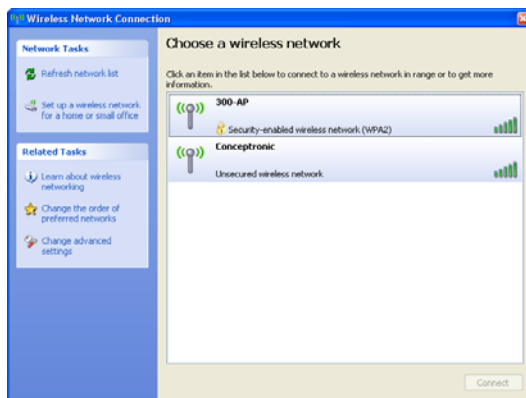 Wireless Network Connection
Network Tasks
Refresh network list
Set up a wireless network
for a home or small office
Related Tasks
Learn about wireless
networking
Change the order of
preferred networks
Change advanced
settings
Choose a wireless network
Click an item in the list below to connect to a wireless network in range or to get more
information.
300-AP
Security-enabled wireless network (WPA2)
Conceptronic
Unsecured wireless network
Connect